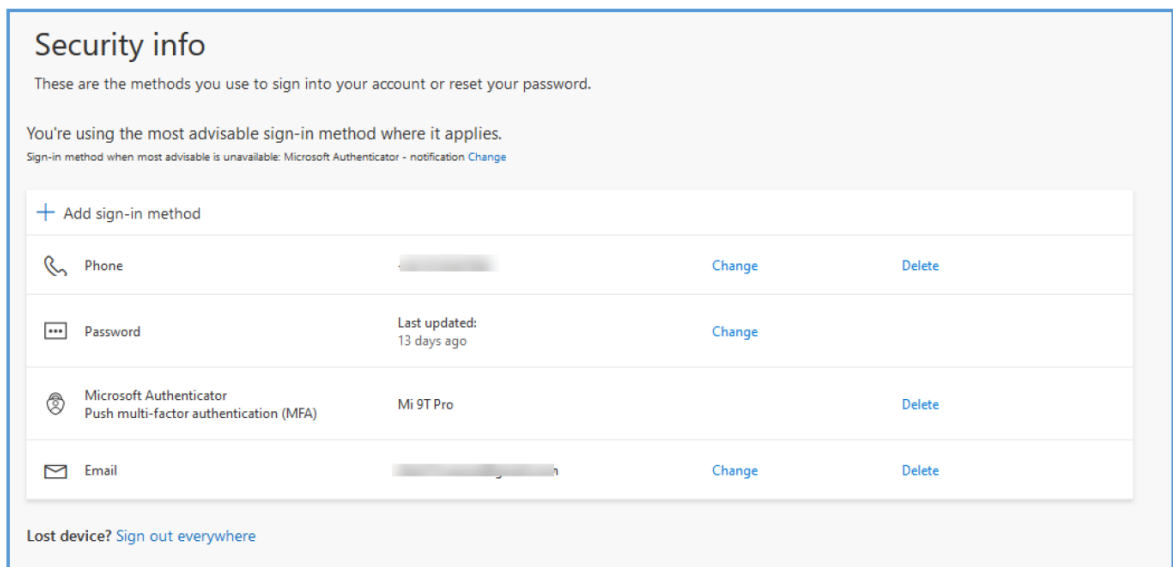 Security info
These are the methods you use to sign into your account or reset your password.
You're using the most advisable sign-in method where it applies.
Sign-in method when most advisable is unavailable: Microsoft Authenticator - notification Change
+ Add sign-in method
Phone Change Delete
Password Last updated: 13 days ago Change
Microsoft Authenticator
Push multi-factor authentication (MFA) Mi 9T Pro Delete
Email Change Delete
Lost device? Sign out everywhere